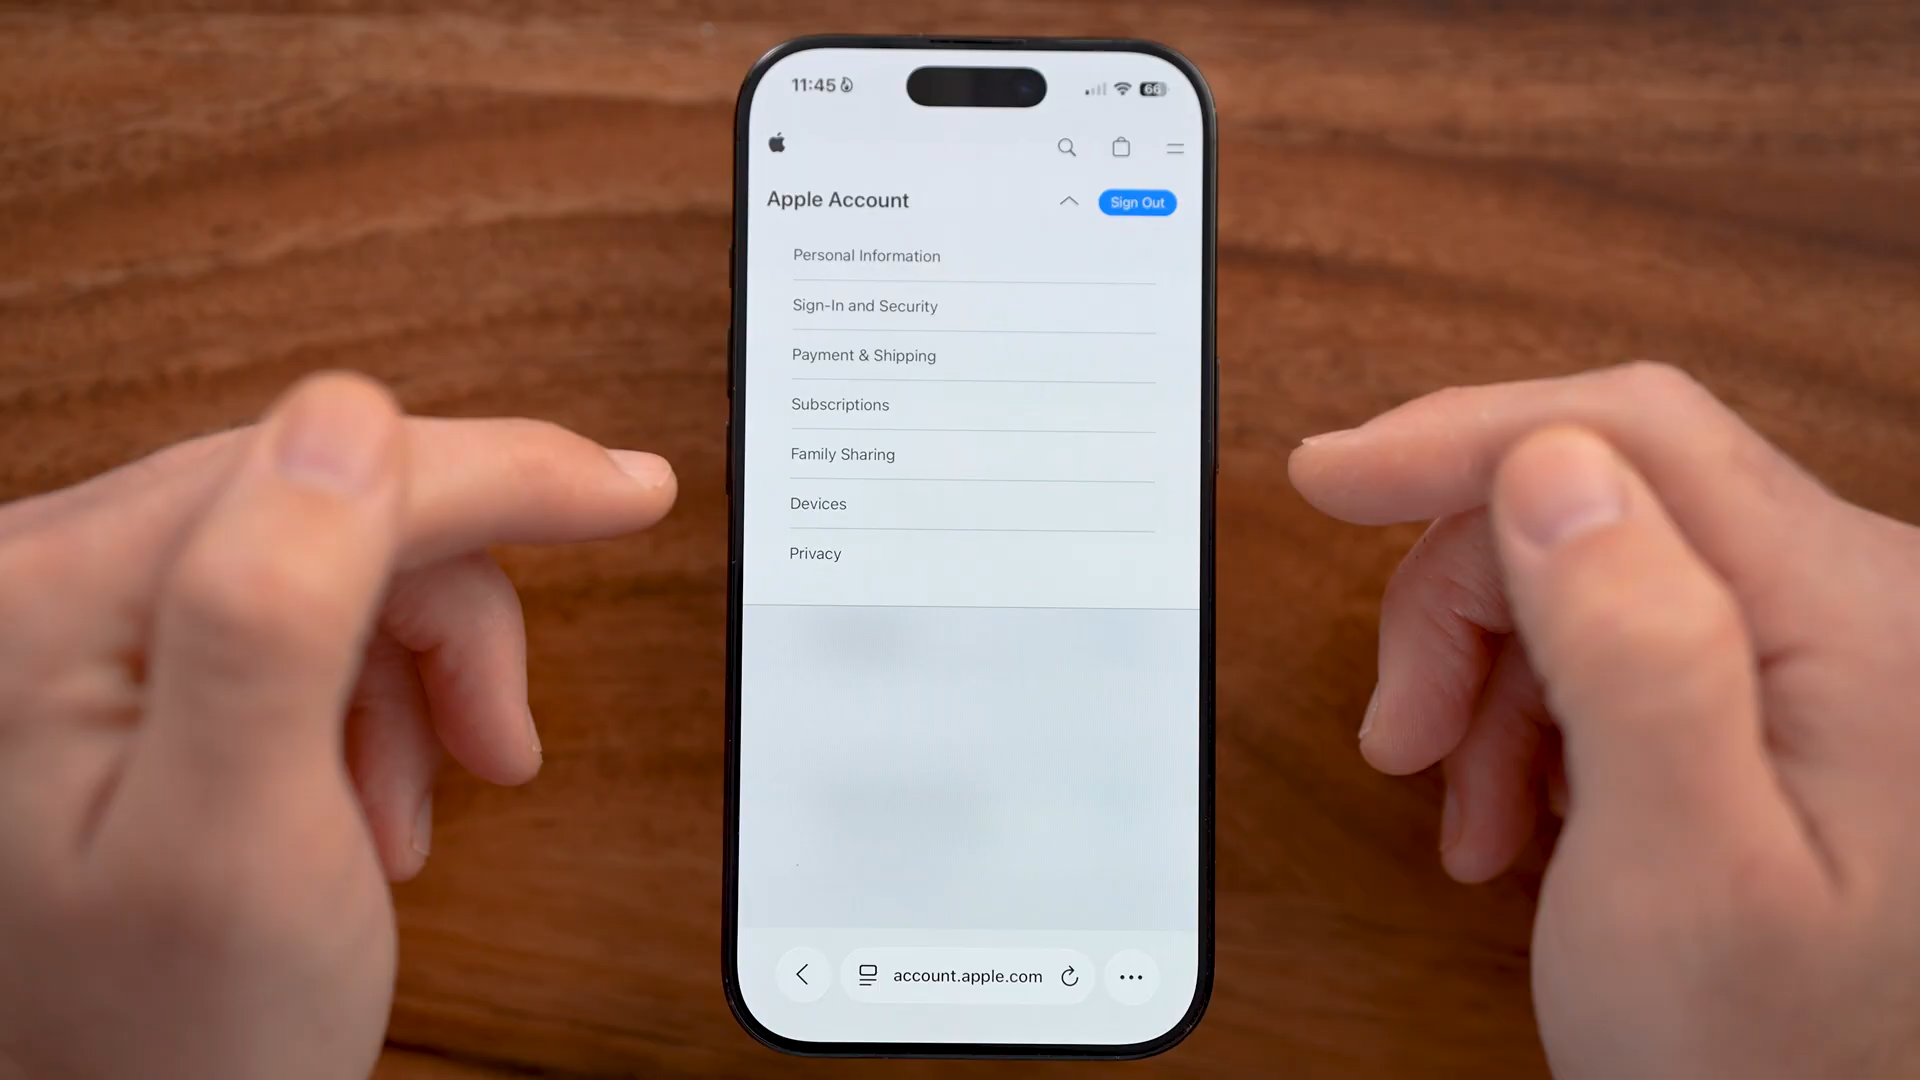 11:45
66
Apple Account
Sign Out
Personal Information
Sign-In and Security
Payment & Shipping
Subscriptions
Family Sharing
Devices
Privacy
account.apple.com